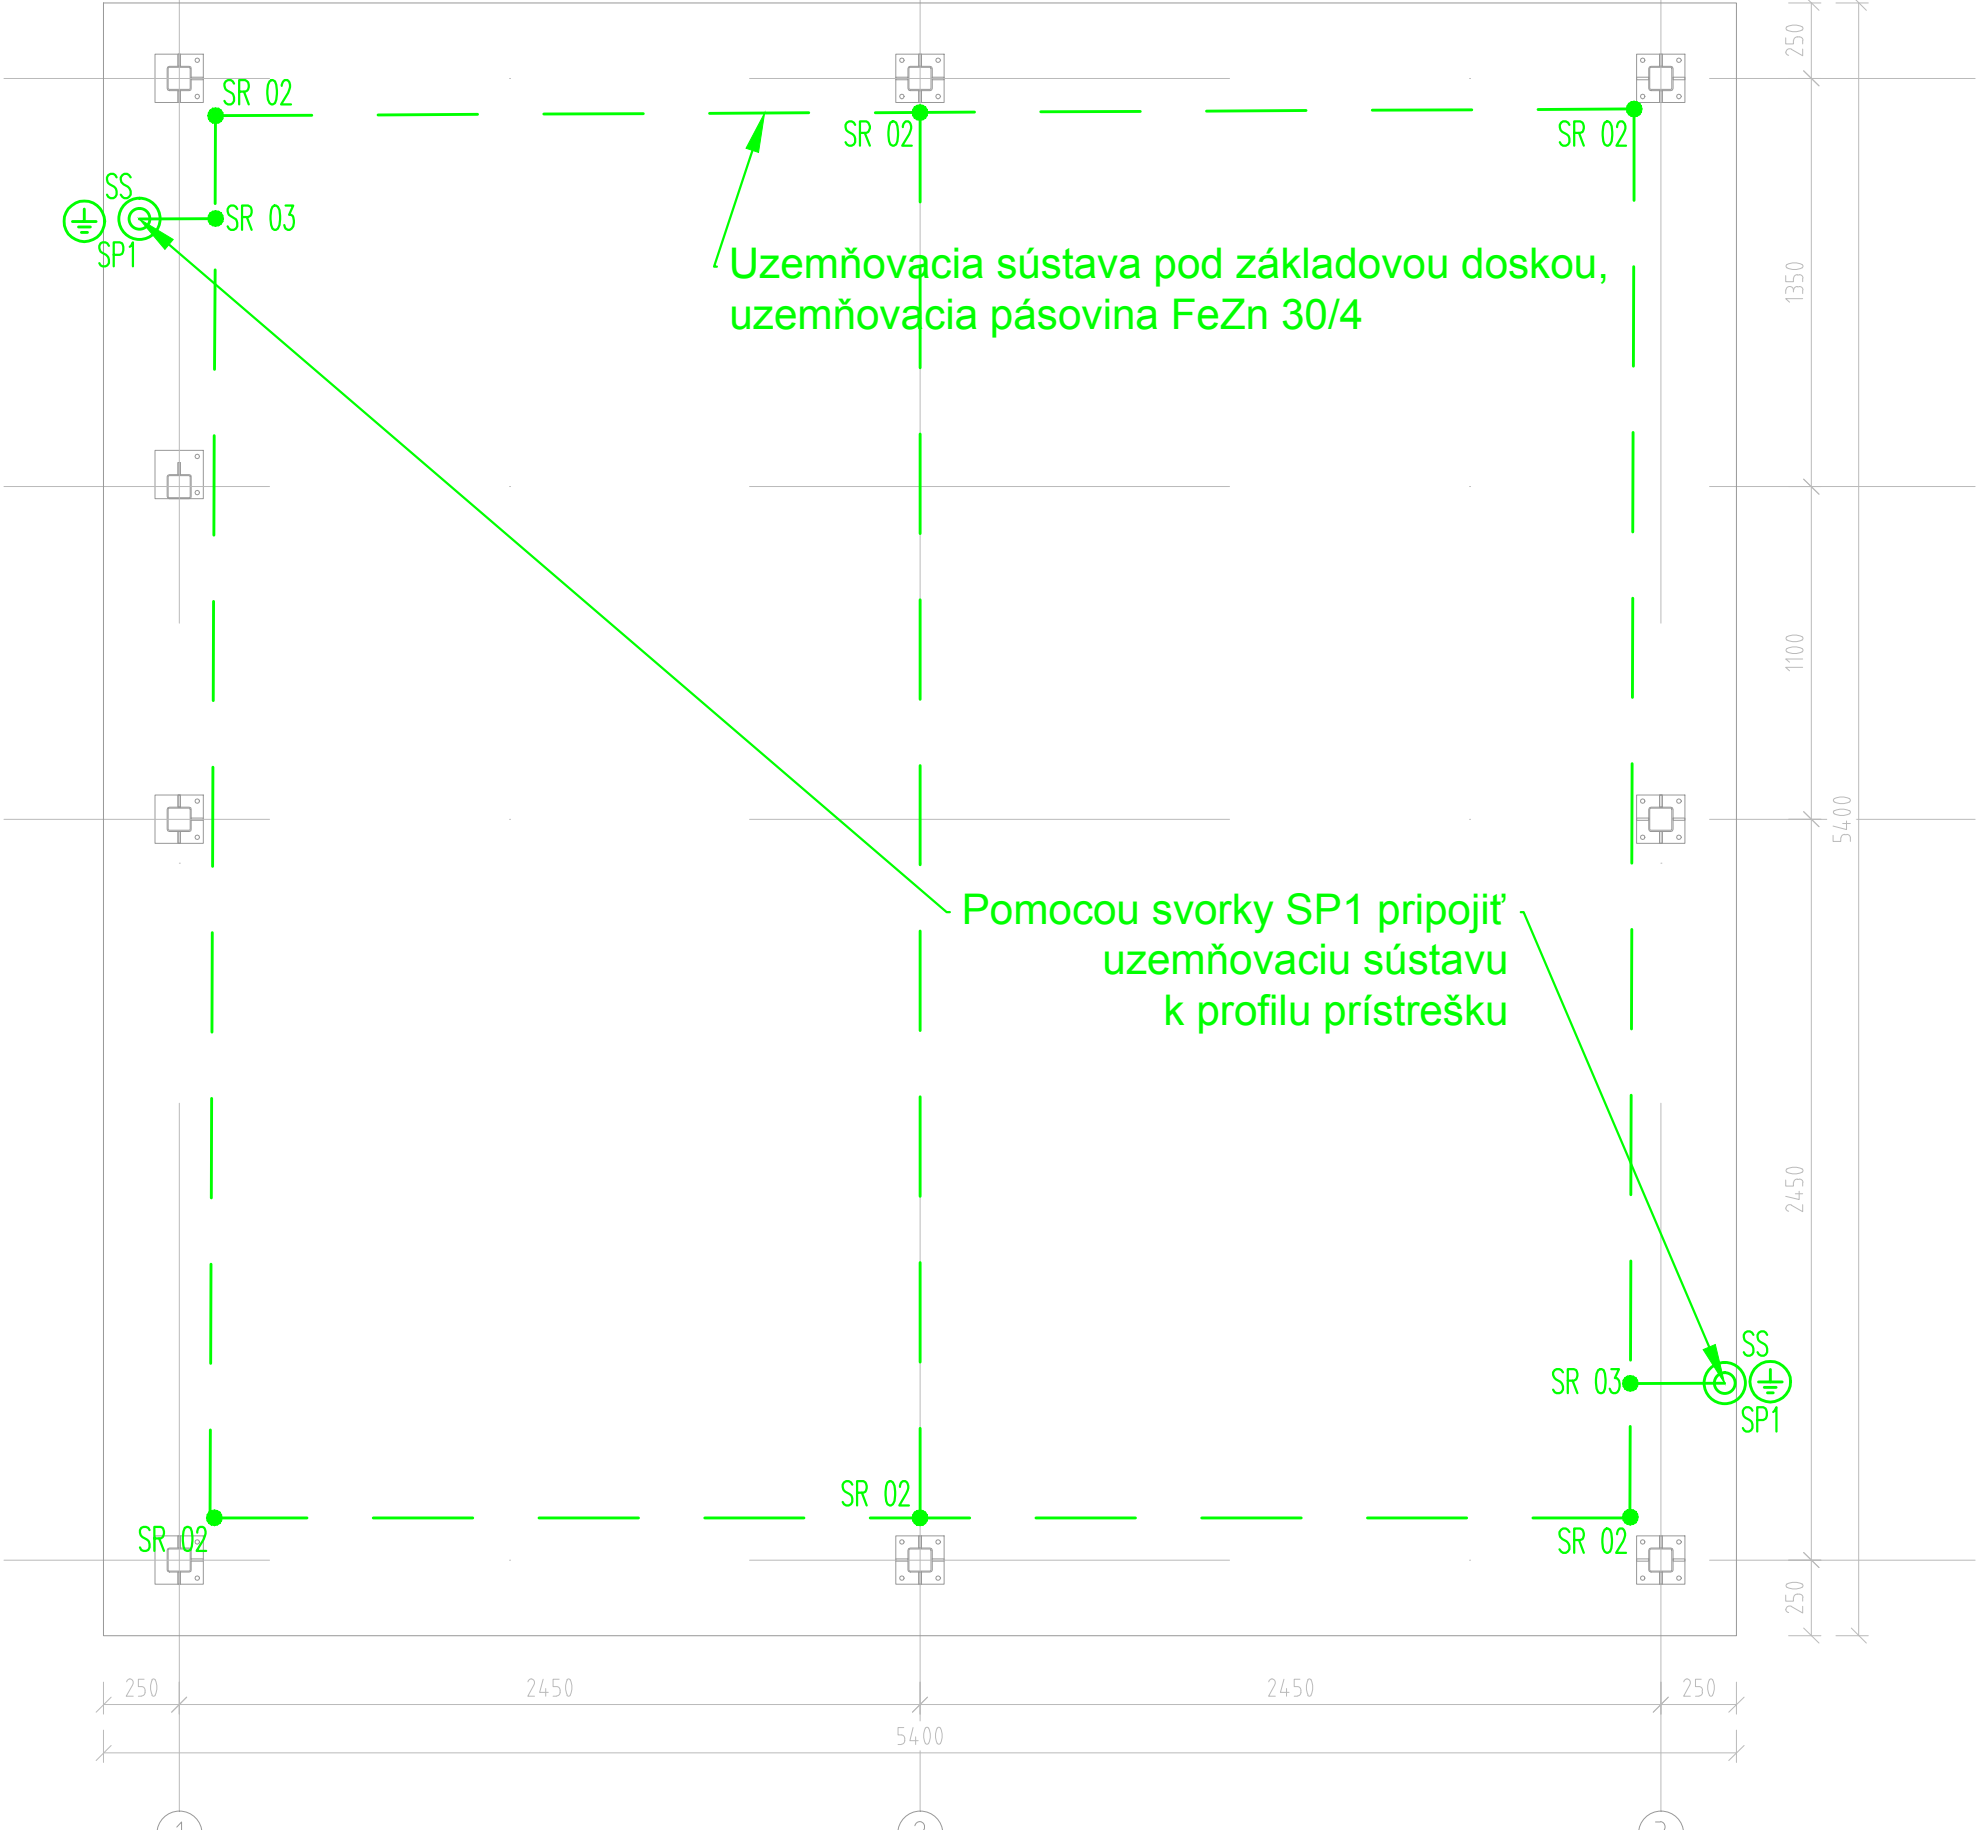 250
SR 02
SR 02
SR 02
SS
SR 03
SP1
Uzemňovacia sústava pod základovou doskou,
uzemňovacia pásovina FeZn 30/4
1350
1100
5400
Pomocou svorky SP1 pripojiť
uzemňovaciu sústavu
k profilu prístrešku
2450
SS
SR 03
SP1
SR 02
SR 02
SR 02
250
250
2450
2450
250
5400